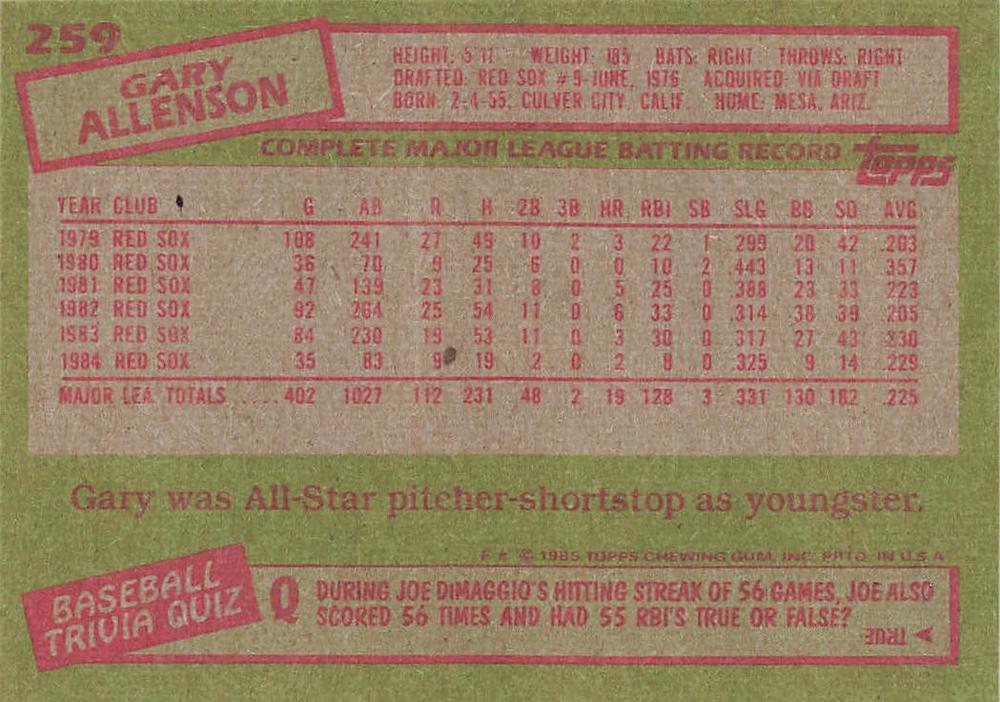 259
GARY
ALLENSON
HEIGHT: 5'11" WEIGHT: 185 BATS: RIGHT THROWS: RIGHT
DRAFTED: RED SOX #9-JUNE, 1976 ACQUIRED: VIA DRAFT
BORN: 2-4-55, CULVER CITY, CALIF. HOME: MESA, ARIZ.
COMPLETE MAJOR LEAGUE BATTING RECORD topps
YEAR CLUB G AB R H 2B 3B HR RBI SB SLG BB SO AVG
1979 RED SOX 108 241 27 49 10 2 3 22 1 .299 20 42 .203
1980 RED SOX 36 70 9 25 6 0 0 10 2 .443 13 11 .357
1981 RED SOX 47 139 23 31 8 0 5 25 0 .388 23 33 .223
1982 RED SOX 92 264 25 54 11 0 6 33 0 .314 38 39 .205
1983 RED SOX 84 230 19 53 11 0 3 30 0 .317 27 43 .230
1984 RED SOX 35 83 9 19 2 0 2 8 0 .325 9 14 .229
MAJOR LEA. TOTALS .... 402 1027 112 231 48 2 19 128 3 .331 130 182 .225
Gary was All-Star pitcher-shortstop as youngster.
F * © 1985 TOPPS CHEWING GUM, INC. PRTD. IN U.S.A.
BASEBALL
TRIVIA QUIZ
Q DURING JOE DiMAGGIO'S HITTING STREAK OF 56 GAMES, JOE ALSO
SCORED 56 TIMES AND HAD 55 RBI'S TRUE OR FALSE?
TRUE